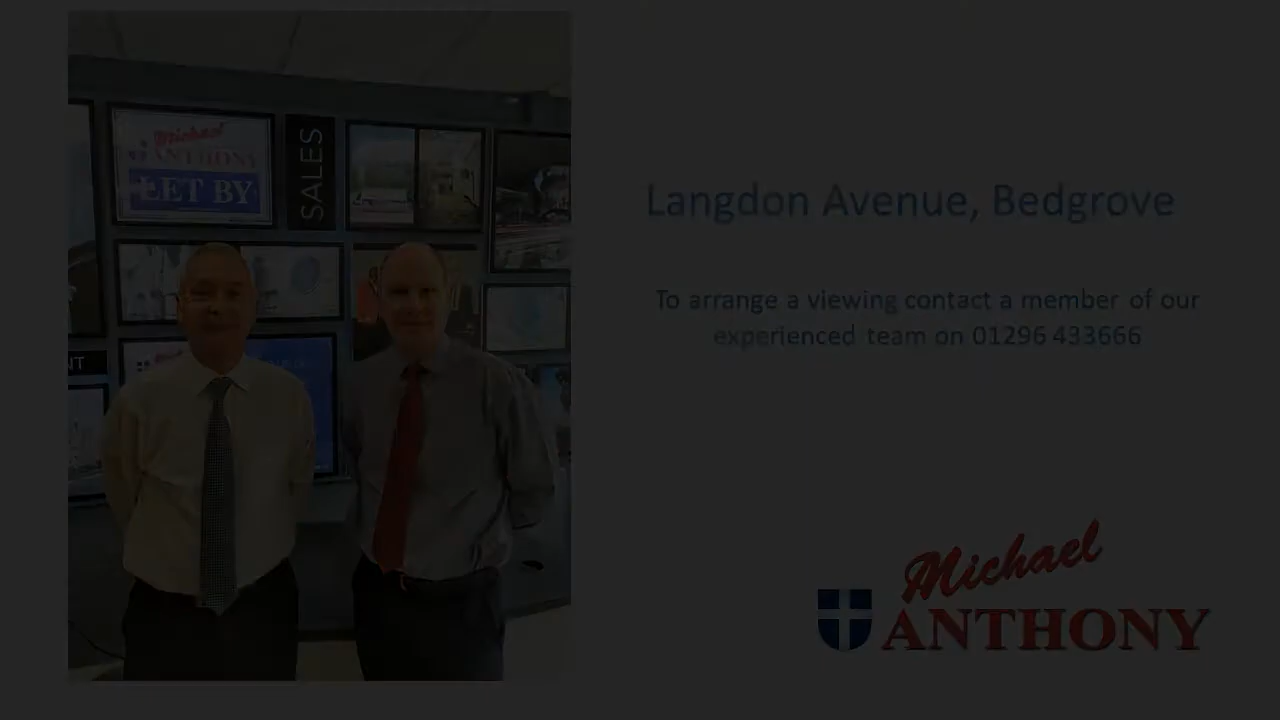 Michael
ANTHONY
LET BY
SALES
NT
Langdon Avenue, Bedgrove
To arrange a viewing contact a member of our
experienced team on 01296 433666
Michael
ANTHONY